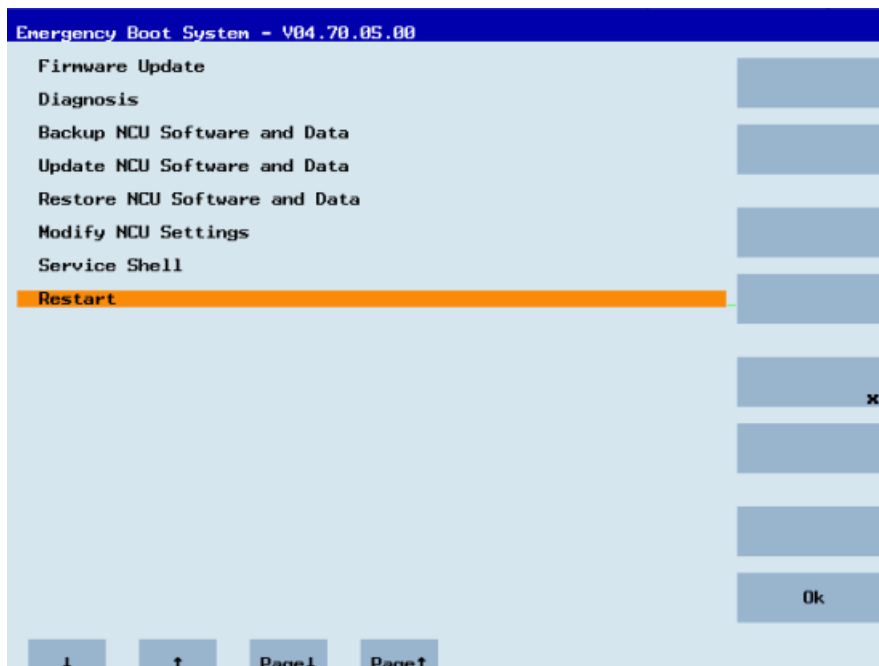 Emergency Boot System - V04.70.05.00
Firmware Update
Diagnosis
Backup NCU Software and Data
Update NCU Software and Data
Restore NCU Software and Data
Modify NCU Settings
Service Shell
Restart
x
Ok
↓ ↑ Page↓ Page↑